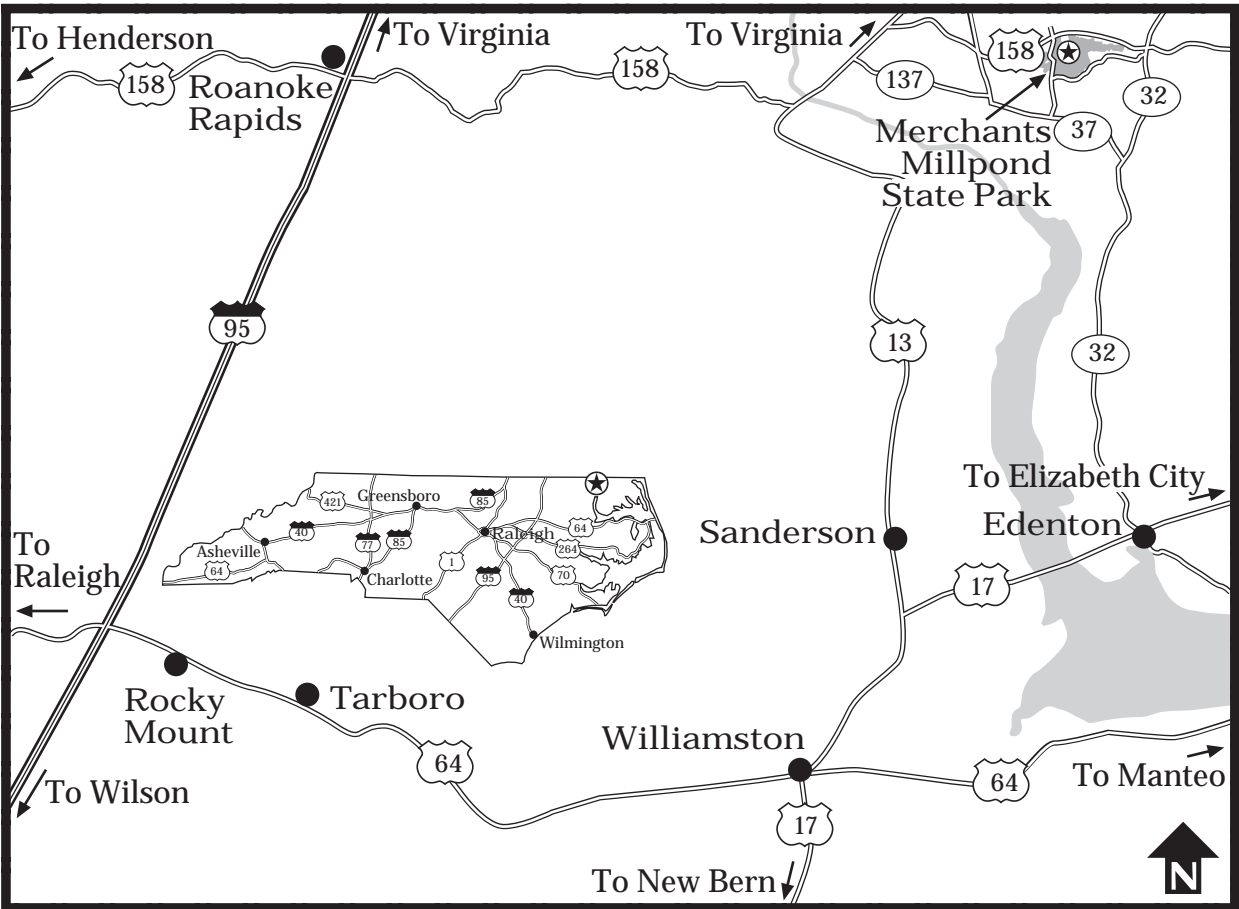 To Henderson
To Virginia
To Virginia
158
Roanoke
Rapids
158
158
137
32
37
Merchants
Millpond
State Park
95
13
32
Greensboro
421
85
40
64
Raleigh
264
77
85
Asheville
64
1
70
95
Charlotte
40
Wilmington
To Elizabeth City
Edenton
Sanderson
17
To
Raleigh
Rocky
Mount
Tarboro
Williamston
64
64
To Manteo
To Wilson
17
To New Bern
N